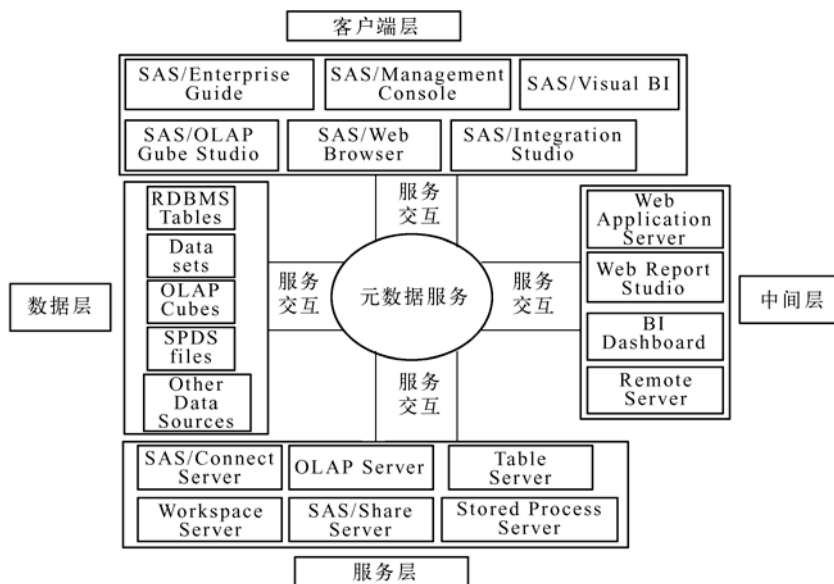 客户端层
SAS/Enterprise
Guide
SAS/Management
Console
SAS/Visual BI
SAS/OLAP
Gube Studio
SAS/Web
Browser
SAS/Integration
Studio
RDBMS
Tables
Data
sets
OLAP
Cubes
SPDS
files
Other
Data
Sources
数据层
服务
交互
服务
交互
元数据服务
服务
交互
服务
交互
Web
Application
Server
Web Report
Studio
BI
Dashboard
Remote
Server
中间层
SAS/Connect
Server
OLAP Server
Table
Server
Workspace
Server
SAS/Share
Server
Stored Process
Server
服务层